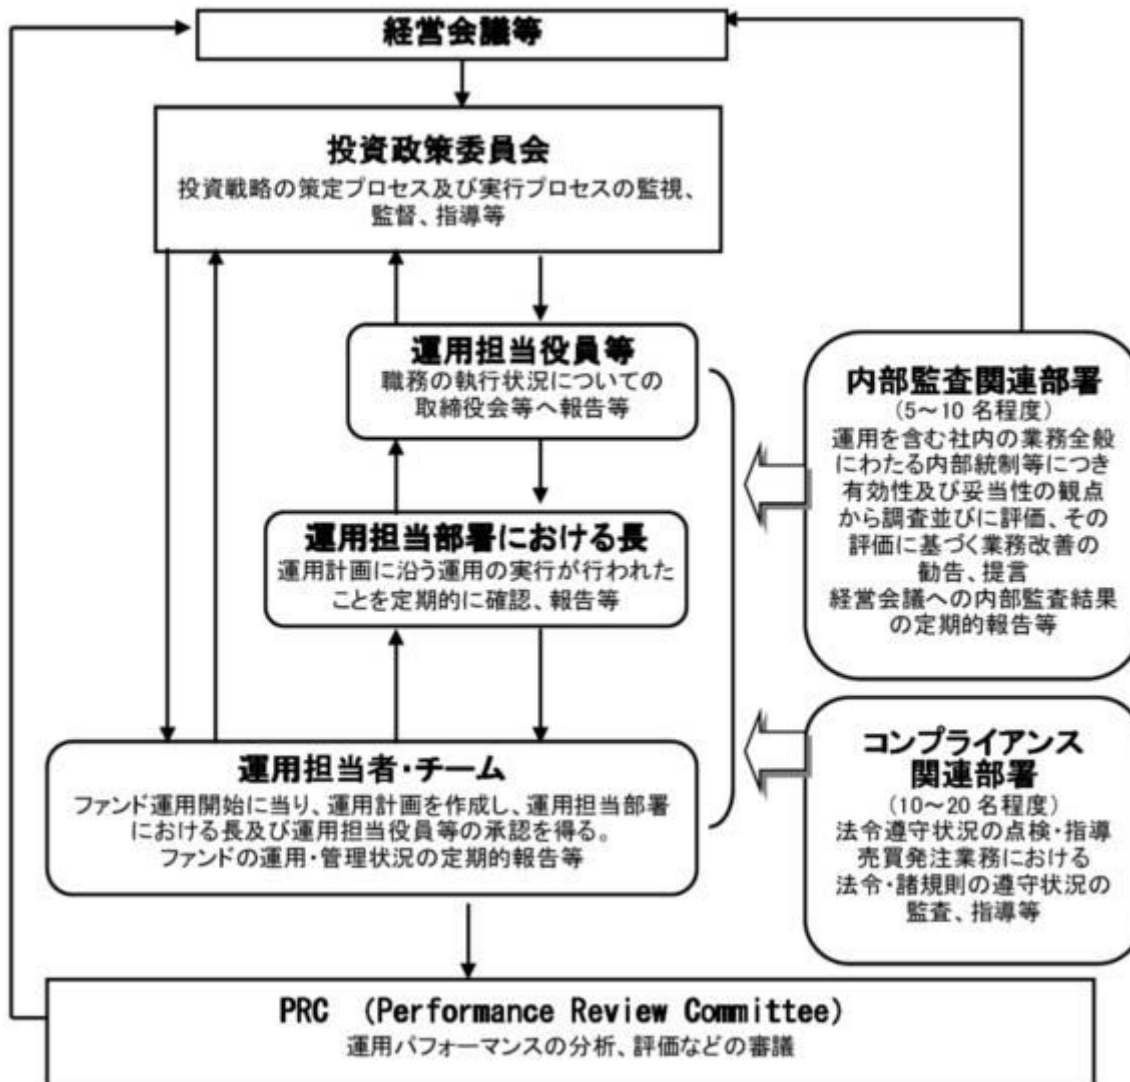 経営会議等
投資政策委員会
投資戦略の策定プロセス及び実行プロセスの監視、
監督、指導等
運用担当役員等
職務の執行状況についての
取締役会等へ報告等
運用担当部署における長
運用計画に沿う運用の実行が行われた
ことを定期的に確認、報告等
運用担当者・チーム
ファンド運用開始に当り、運用計画を作成し、運用担当部署
における長及び運用担当役員等の承認を得る。
ファンドの運用・管理状況の定期的報告等
内部監査関連部署
(5~10 名程度)
運用を含む社内の業務全般
にわたる内部統制等につき
有効性及び妥当性の観点
から調査並びに評価、その
評価に基づく業務改善の
勧告、提言
経営会議への内部監査結果
の定期的報告等
コンプライアンス
関連部署
(10~20 名程度)
法令遵守状況の点検・指導
売買発注業務における
法令・諸規則の遵守状況の
監査、指導等
PRC (Performance Review Committee)
運用パフォーマンスの分析、評価などの審議